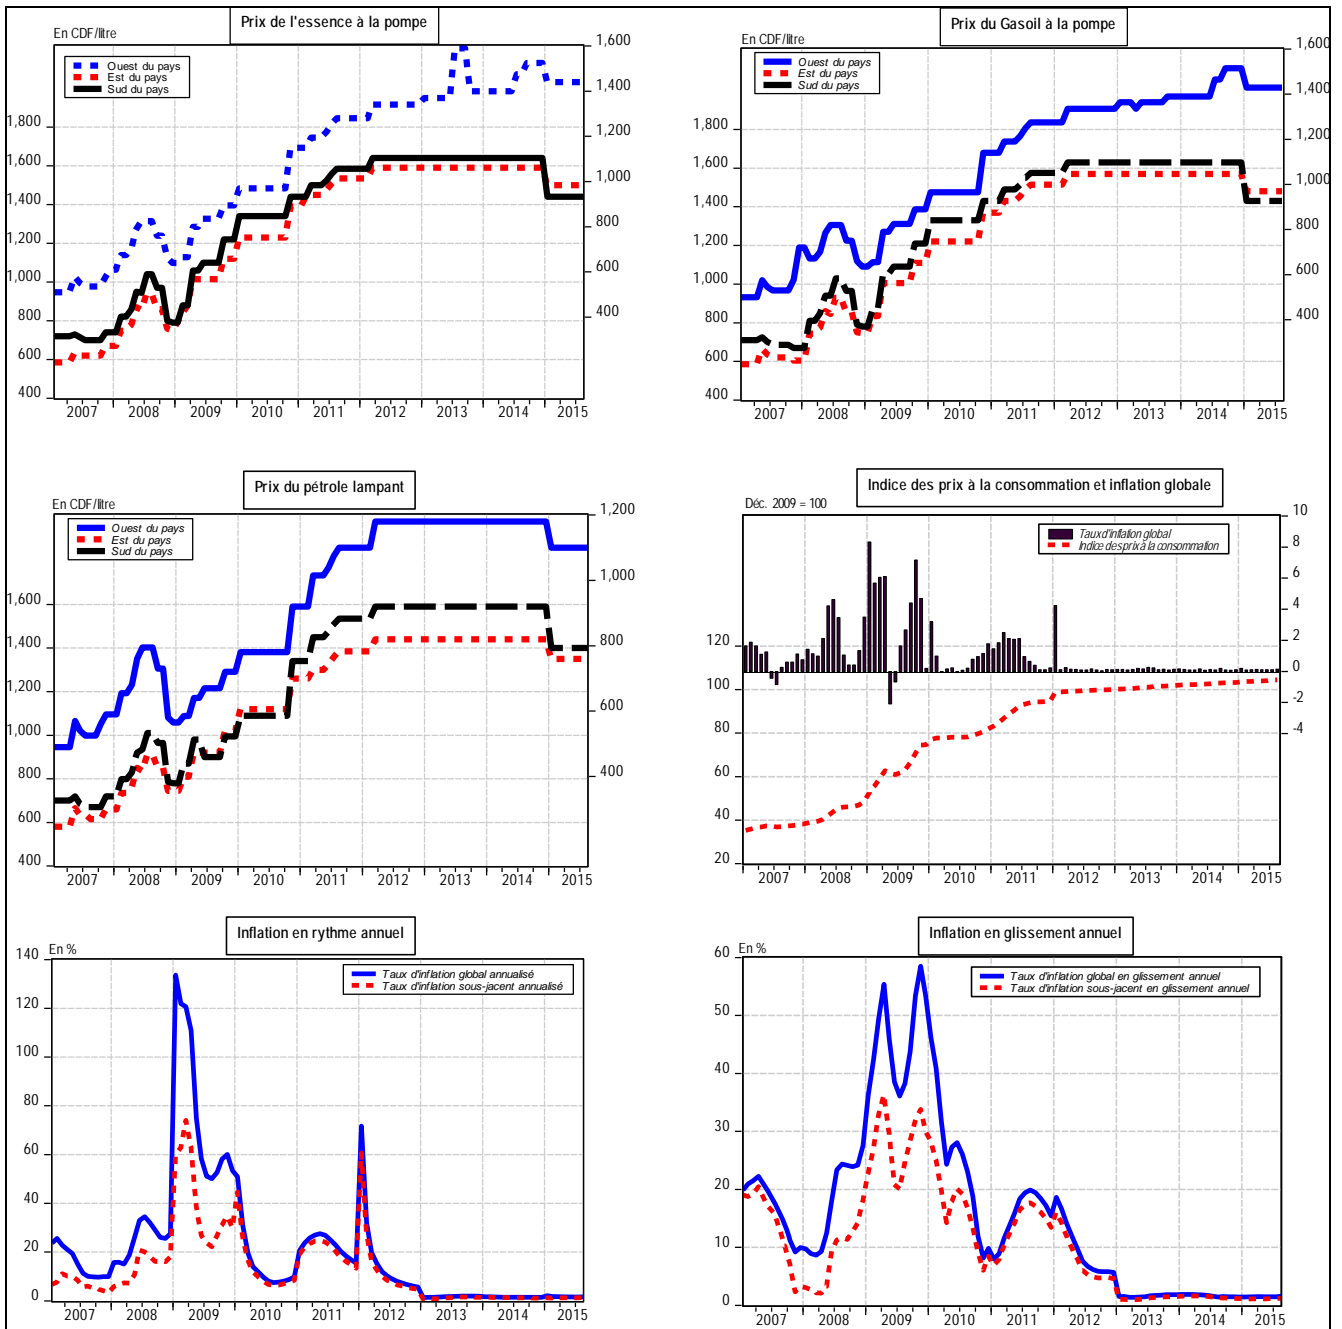 Prix de l'essence à la pompe
En CDF/litre
Ouest du pays
Est du pays
Sud du pays
1,800
1,600
1,400
1,200
1,000
800
600
400
1,600
1,400
1,200
1,000
800
600
400
2007 2008 2009 2010 2011 2012 2013 2014 2015
Prix du Gasoil à la pompe
En CDF/litre
Ouest du pays
Est du pays
Sud du pays
1,800
1,600
1,400
1,200
1,000
800
600
400
1,600
1,400
1,200
1,000
800
600
400
2007 2008 2009 2010 2011 2012 2013 2014 2015
Prix du pétrole lampant
En CDF/litre
Ouest du pays
Est du pays
Sud du pays
1,600
1,400
1,200
1,000
800
600
400
1,200
1,000
800
600
400
2007 2008 2009 2010 2011 2012 2013 2014 2015
Indice des prix à la consommation et inflation globale
Déc. 2009 = 100
Taux d'inflation global
Indice des prix à la consommation
120
100
80
60
40
20
10
8
6
4
2
0
-2
-4
2007 2008 2009 2010 2011 2012 2013 2014 2015
Inflation en rythme annuel
En %
Taux d'inflation global annualisé
Taux d'inflation sous-jacent annualisé
140
120
100
80
60
40
20
0
2007 2008 2009 2010 2011 2012 2013 2014 2015
Inflation en glissement annuel
En %
Taux d'inflation global en glissement annuel
Taux d'inflation sous-jacent en glissement annuel
60
50
40
30
20
10
0
2007 2008 2009 2010 2011 2012 2013 2014 2015